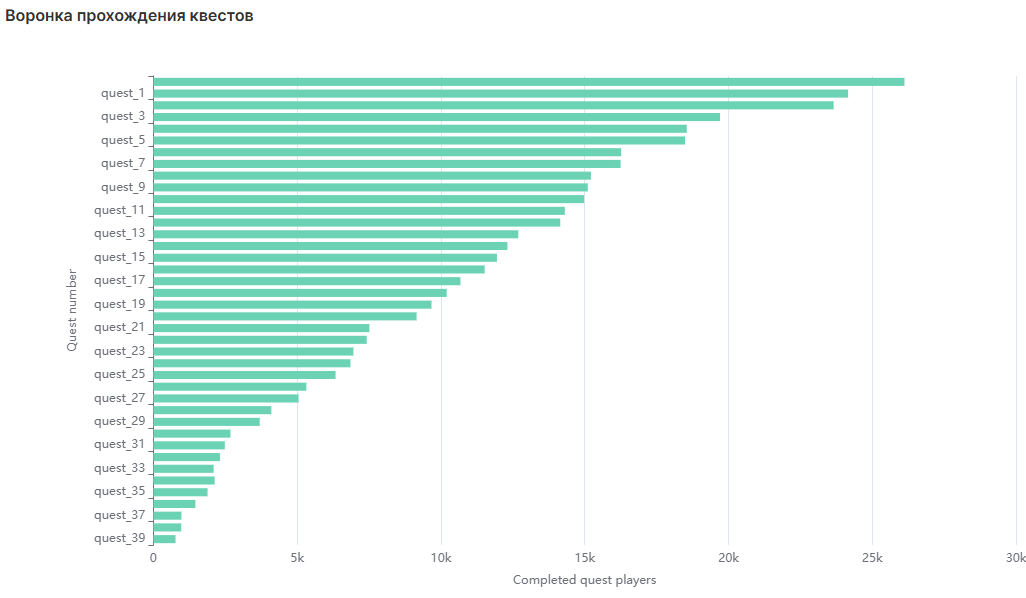 Воронка прохождения квестов
quest_1
quest_3
quest_5
quest_7
quest_9
quest_11
quest_13
quest_15
quest_17
quest_19
quest_21
quest_23
quest_25
quest_27
quest_29
quest_31
quest_33
quest_35
quest_37
quest_39
Quest number
0 5k 10k 15k 20k 25k 30k
Completed quest players